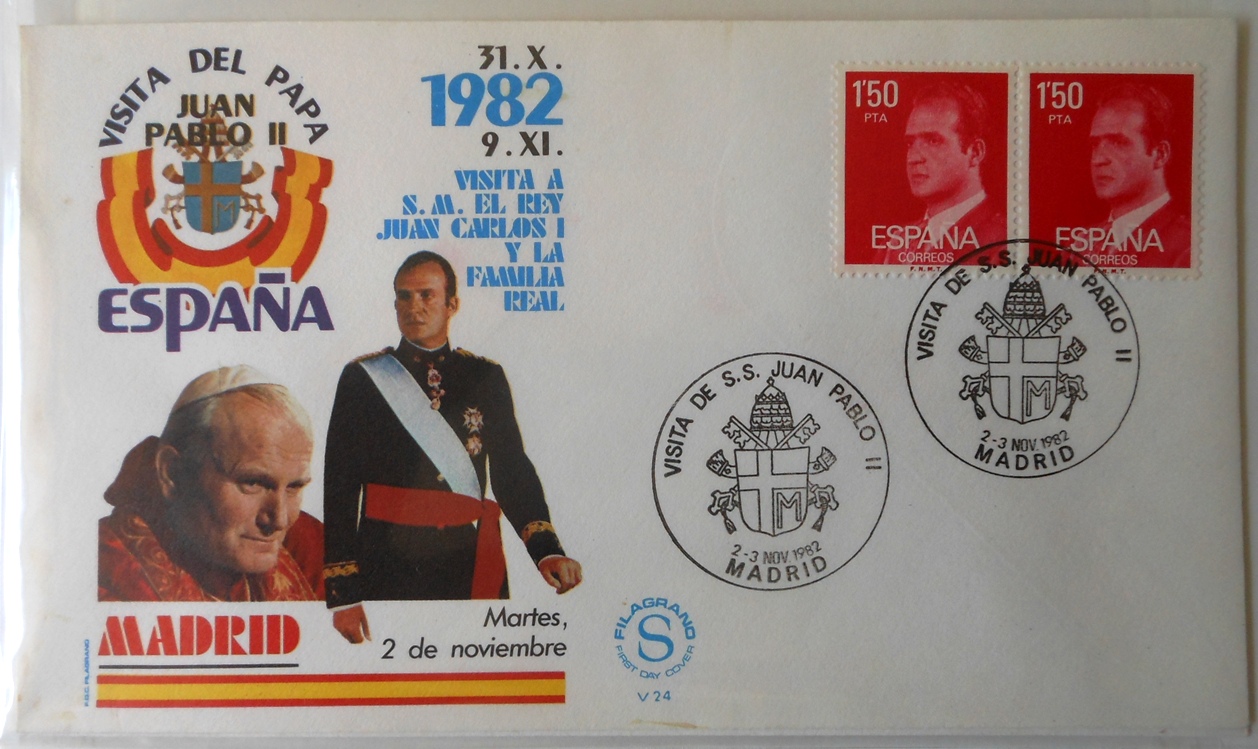 VISITA DEL PAPA
JUAN
PABLO II
ESPAÑA
31.X.
1982
9.XI.
VISITA A
S.M. EL REY
JUAN CARLOS I
Y LA
FAMILIA
REAL
MADRID
Martes,
2 de noviembre
F.D.C. FILAGRANO
FILAGRANO
S
FIRST DAY COVER
V 24
1'50
PTA
ESPAÑA
CORREOS
F.N.M.T.
1'50
PTA
ESPAÑA
CORREOS
F.N.M.T.
VISITA DE S.S. JUAN PABLO II
M
2-3 NOV. 1982
MADRID
VISITA DE S.S. JUAN PABLO II
M
2-3 NOV. 1982
MADRID